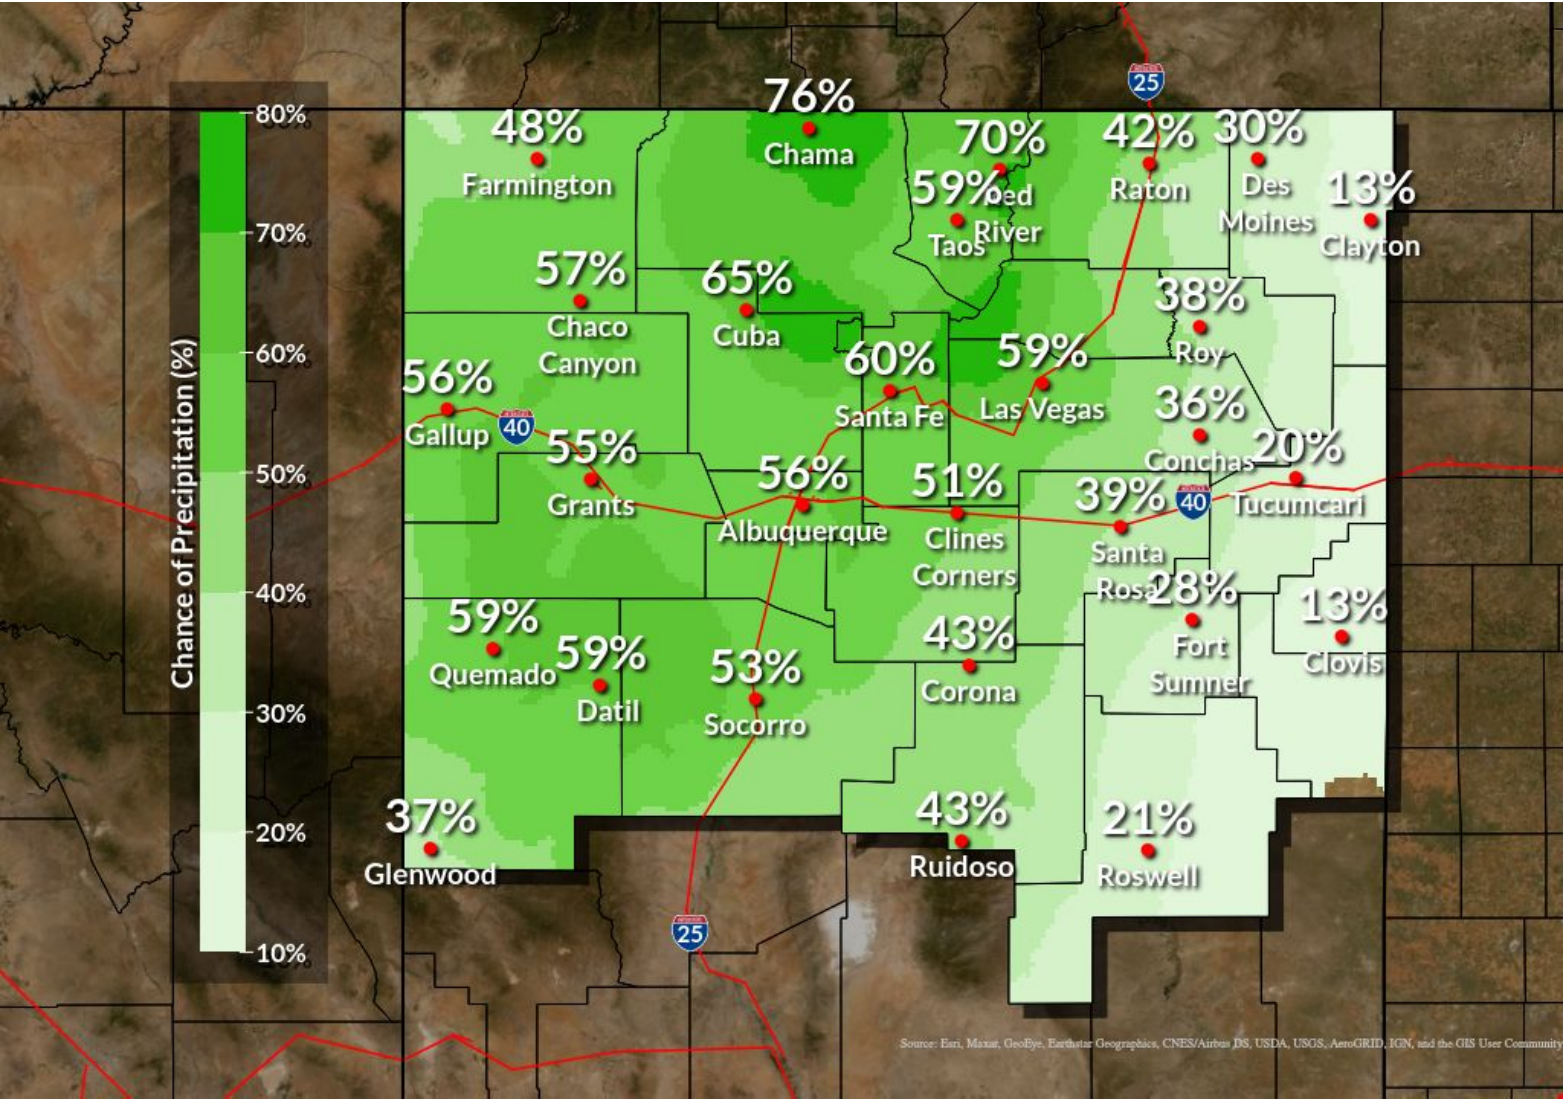 25
80%
70%
60%
50%
40%
30%
20%
10%
Chance of Precipitation (%)
76%
Chama
48%
Farmington
70%
Red
River
42%
Raton
30%
Des
Moines
59%
Taos
13%
Clayton
57%
Chaco
Canyon
65%
Cuba
38%
Roy
56%
Gallup
40
60%
Santa Fe
59%
Las Vegas
36%
Conchas
55%
Grants
56%
Albuquerque
51%
Clines
Corners
39%
Santa
Rosa
40
20%
Tucumcari
28%
Fort
Sumner
13%
Clovis
59%
Quemado
59%
Datil
53%
Socorro
43%
Corona
37%
Glenwood
43%
Ruidoso
21%
Roswell
25
Source: Esri, Maxar, GeoEye, Earthstar Geographics, CNES/Airbus DS, USDA, USGS, AeroGRID, IGN, and the GIS User Community